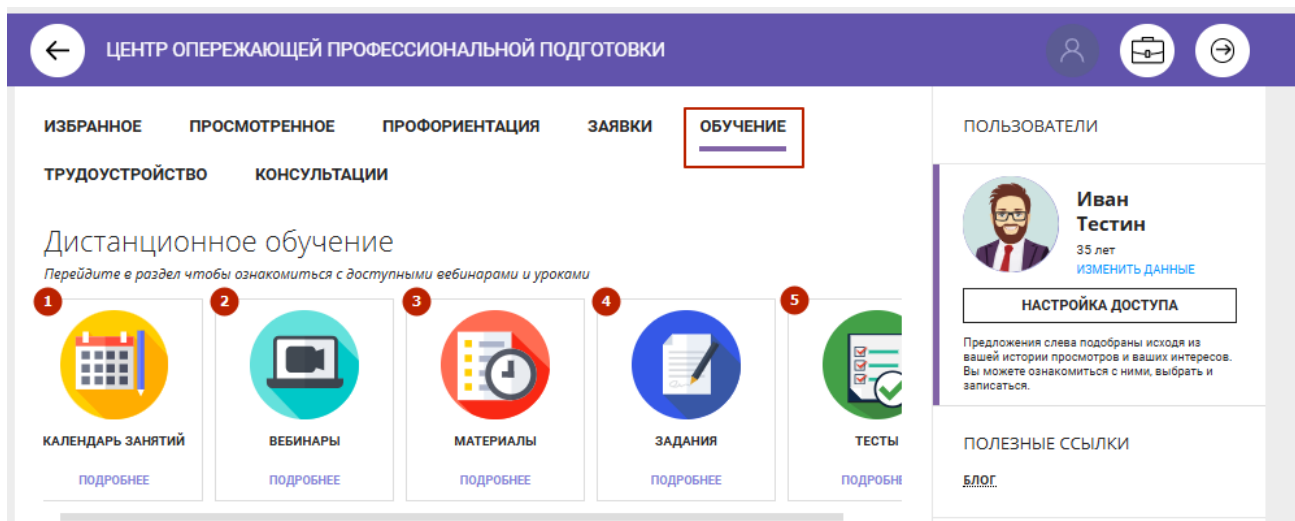 ЦЕНТР ОПЕРЕЖАЮЩЕЙ ПРОФЕССИОНАЛЬНОЙ ПОДГОТОВКИ
ИЗБРАННОЕ ПРОСМОТРЕННОЕ ПРОФОРИЕНТАЦИЯ ЗАЯВКИ ОБУЧЕНИЕ
ТРУДОУСТРОЙСТВО КОНСУЛЬТАЦИИ
Дистанционное обучение
Перейдите в раздел чтобы ознакомиться с доступными вебинарами и уроками
1 2 3 4 5
КАЛЕНДАРЬ ЗАНЯТИЙ ВЕБИНАРЫ МАТЕРИАЛЫ ЗАДАНИЯ ТЕСТЫ
ПОДРОБНЕЕ ПОДРОБНЕЕ ПОДРОБНЕЕ ПОДРОБНЕЕ ПОДРОБНЕ
ПОЛЬЗОВАТЕЛИ
Иван
Тестин
35 лет
ИЗМЕНИТЬ ДАННЫЕ
НАСТРОЙКА ДОСТУПА
Предложения слева подобраны исходя из
вашей истории просмотров и ваших интересов.
Вы можете ознакомиться с ними, выбрать и
записаться.
ПОЛЕЗНЫЕ ССЫЛКИ
БЛОГ